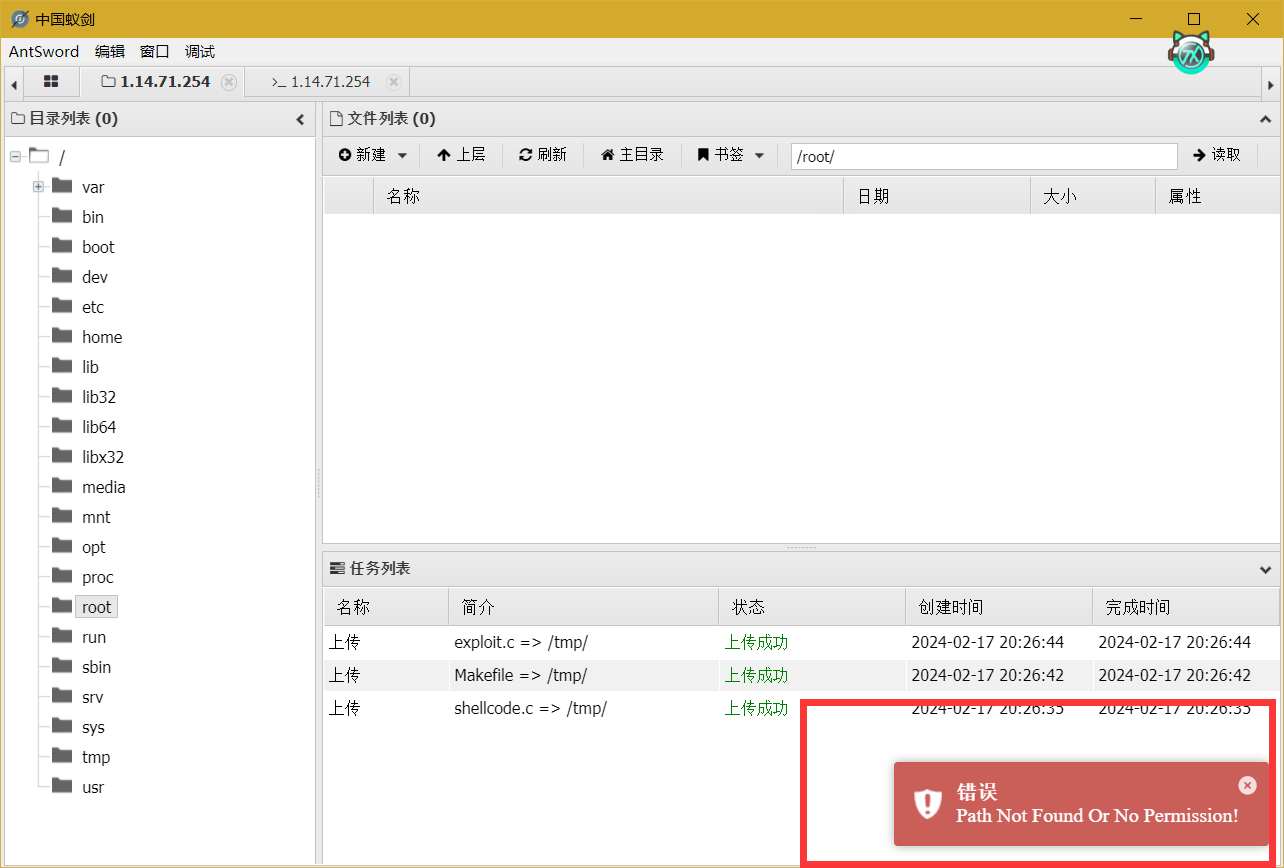 中国蚁剑
AntSword 编辑 窗口 调试
1.14.71.254 >_ 1.14.71.254
目录列表 (0)
/
var
bin
boot
dev
etc
home
lib
lib32
lib64
libx32
media
mnt
opt
proc
root
run
sbin
srv
sys
tmp
usr
文件列表 (0)
新建 上层 刷新 主目录 书签 /root/ 读取
名称 日期 大小 属性
任务列表
名称 简介 状态 创建时间 完成时间
上传 exploit.c => /tmp/ 上传成功 2024-02-17 20:26:44 2024-02-17 20:26:44
上传 Makefile => /tmp/ 上传成功 2024-02-17 20:26:42 2024-02-17 20:26:42
上传 shellcode.c => /tmp/ 上传成功 2024-02-17 20:26:35 2024-02-17 20:26:35
错误
Path Not Found Or No Permission!